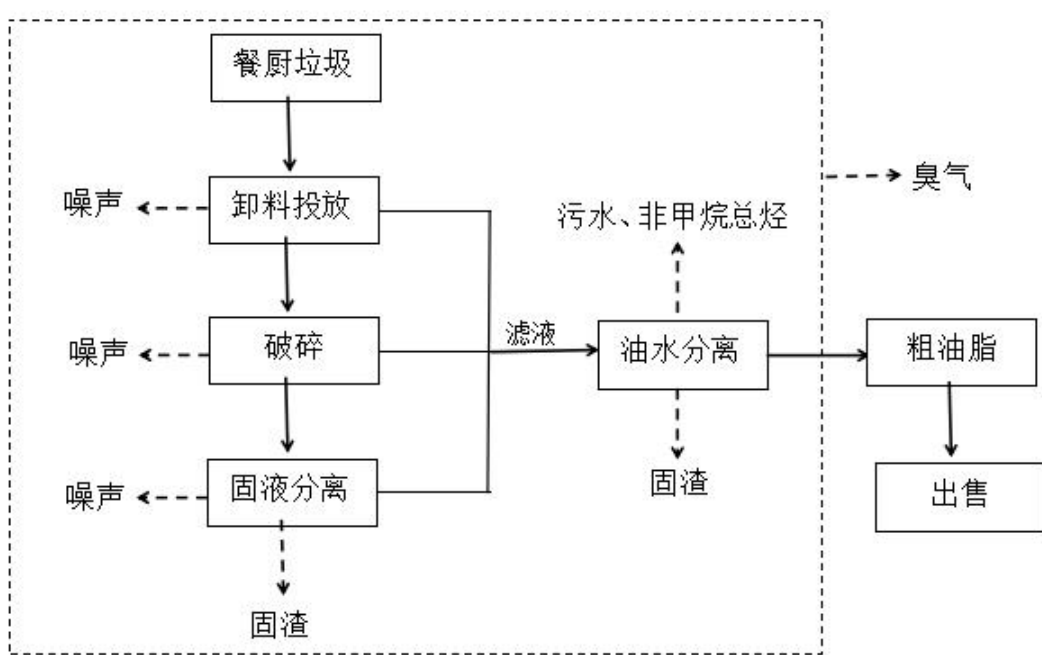 餐厨垃圾
噪声
卸料投放
臭气
污水、非甲烷总烃
噪声
破碎
滤液
油水分离
粗油脂
噪声
固液分离
固渣
出售
固渣